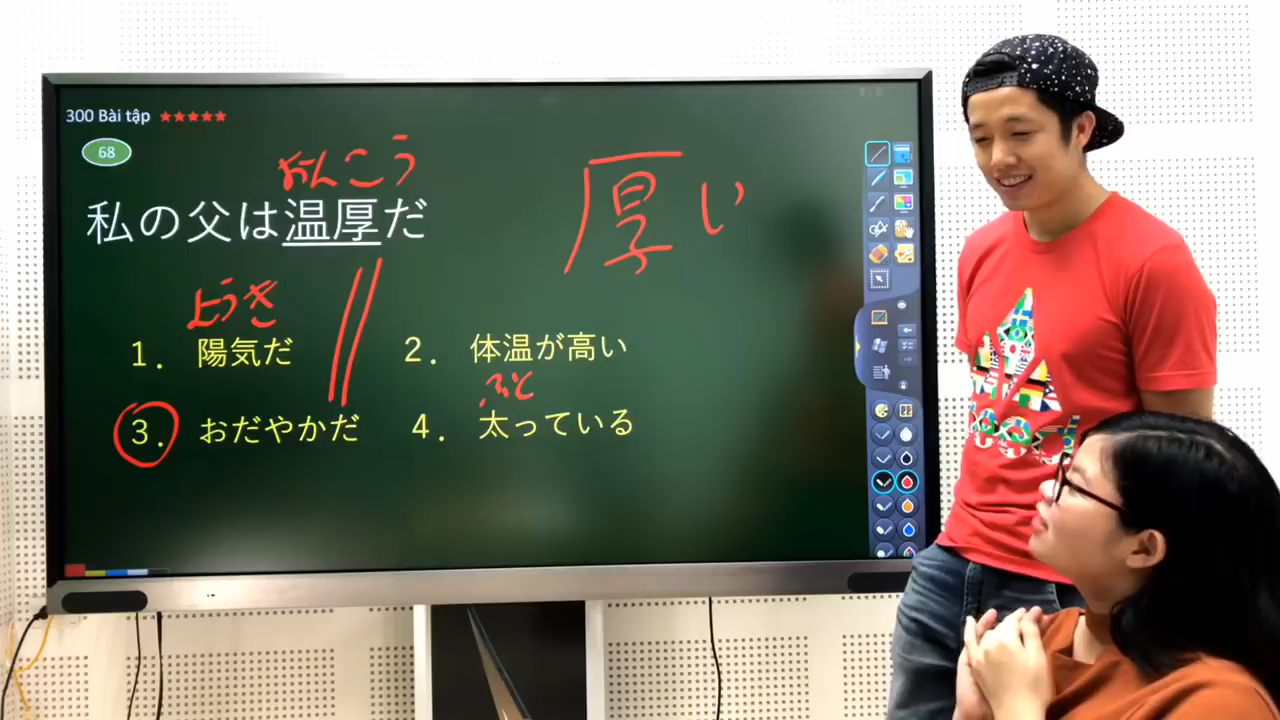 300 Bài tập ★★★★★
68
おんこう
私の父は温厚だ
厚い
ようき
1. 陽気だ
2. 体温が高い
ふと
3. おだやかだ
4. 太っている